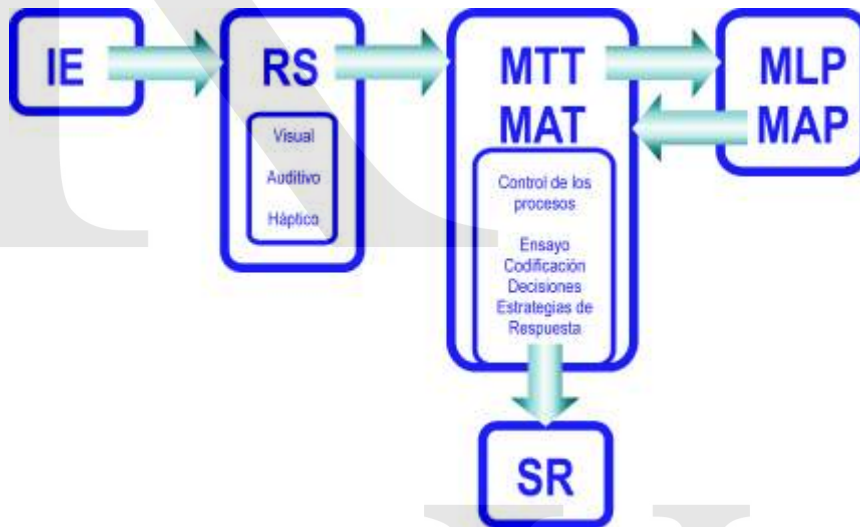 IE
RS
Visual
Auditivo
Háptico
MTT
MAT
Control de los
procesos
Ensayo
Codificación
Decisiones
Estrategias de
Respuesta
MLP
MAP
SR